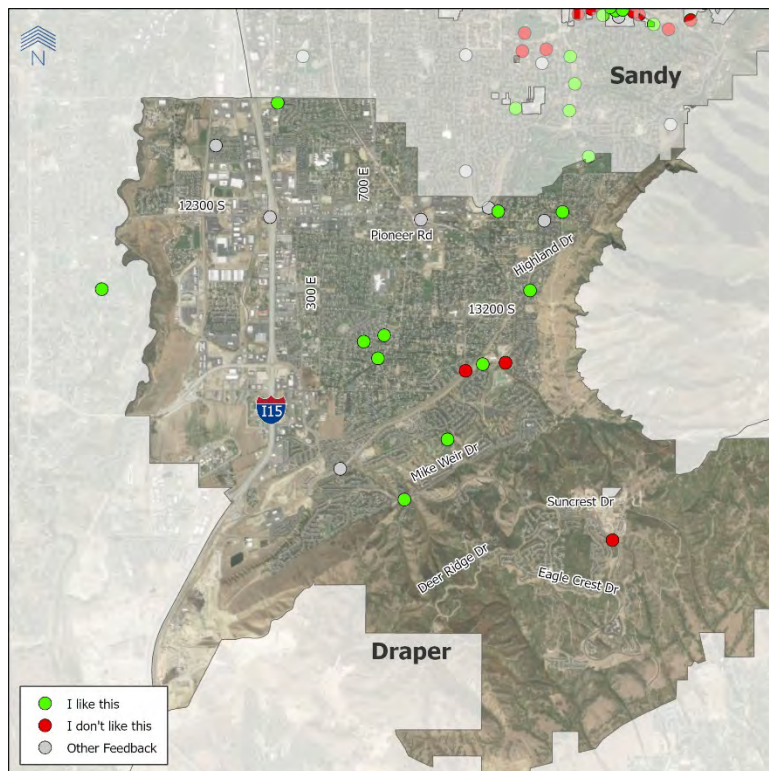 N
Sandy
700 E
12300 S
Pioneer Rd
Highland Dr
300 E
13200 S
I15
Mike Weir Dr
Suncrest Dr
Deer Ridge Dr
Eagle Crest Dr
Draper
I like this
I don't like this
Other Feedback